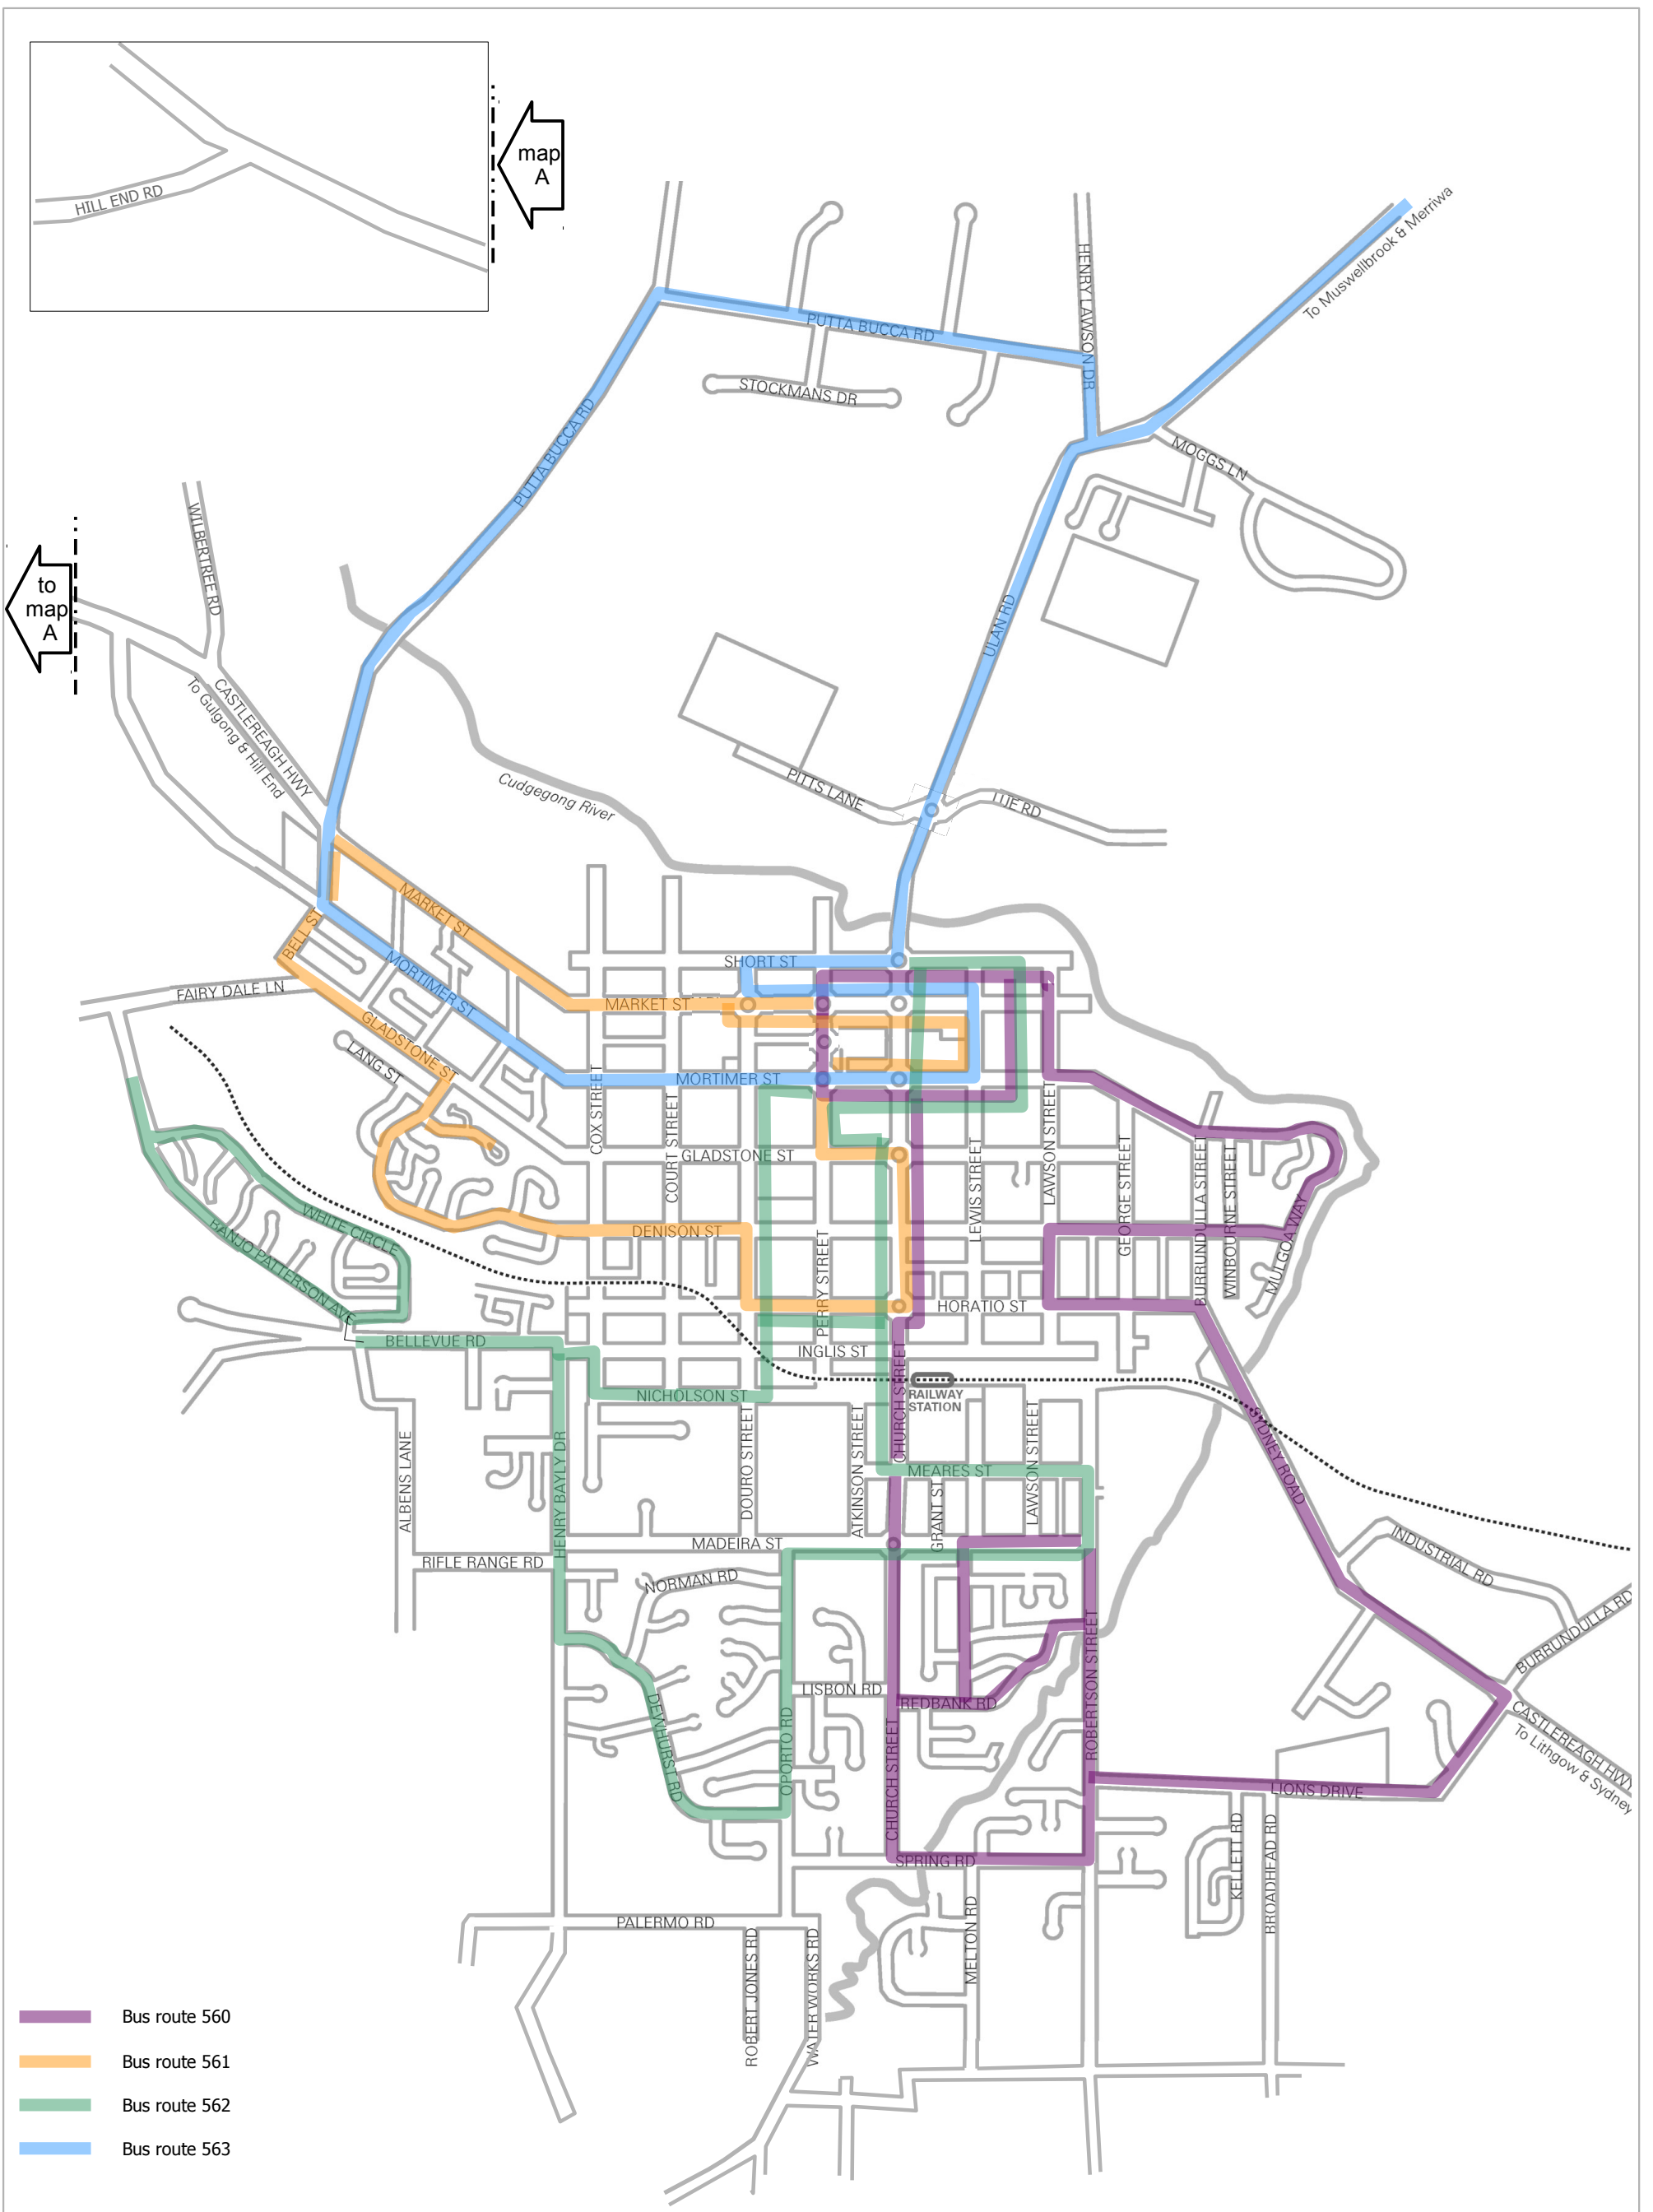 map
A
HILL END RD
HENRY LAWSON DR
To Muswellbrook & Merriwa
PUTTA BUCCA RD
STOCKMANS DR
PUTTA BUCCA RD
MOGGS LN
WILBERTREE RD
to
map
A
ULAN RD
CASTLEREAGH HWY
To Gulgong & Hill End
Cudgegong River
PITTS LANE
LUE RD
MARKET ST
BELL ST
SHORT ST
MORTIMER ST
FAIRY DALE LN
MARKET ST
GLADSTONE ST
LANG ST
MORTIMER ST
COX STREET
COURT STREET
GLADSTONE ST
LAWSON STREET
LEWIS STREET
GEORGE STREET
BURRUNDULLA STREET
WINBOURNE STREET
MULGOA WAY
WHITE CIRCLE
BANJO PATTERSON AVE
DENISON ST
PERRY STREET
HORATIO ST
BELLEVUE RD
INGLIS ST
CHURCH STREET
RAILWAY
STATION
NICHOLSON ST
SYDNEY ROAD
ALBENS LANE
HENRY BAYLY DR
DOURO STREET
ATKINSON STREET
MEARES ST
GRANT ST
LAWSON STREET
MADEIRA ST
RIFLE RANGE RD
NORMAN RD
INDUSTRIAL RD
BURRUNDULLA RD
LISBON RD
REDBANK RD
ROBERTSON STREET
CASTLEREAGH HWY
To Lithgow & Sydney
DEWHURST RD
OPORTO RD
CHURCH STREET
LIONS DRIVE
SPRING RD
KELLETT RD
BROADHEAD RD
PALERMO RD
ROBERT JONES RD
WATER WORKS RD
MELTON RD
Bus route 560
Bus route 561
Bus route 562
Bus route 563